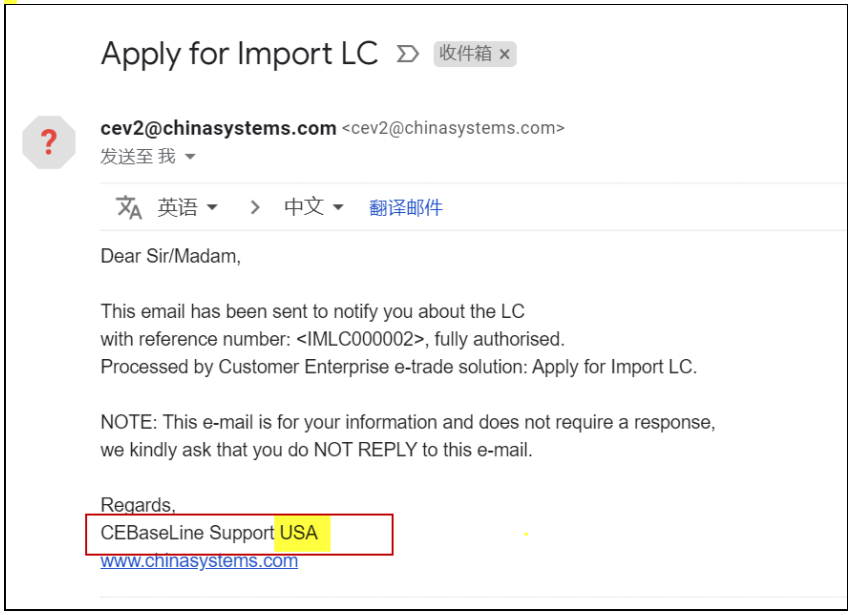 Apply for Import LC 收件箱 ×
?
cev2@chinasystems.com <cev2@chinasystems.com>
发送至 我
文A 英语 > 中文 翻译邮件
Dear Sir/Madam,
This email has been sent to notify you about the LC
with reference number: <IMLC000002>, fully authorised.
Processed by Customer Enterprise e-trade solution: Apply for Import LC.
NOTE: This e-mail is for your information and does not require a response,
we kindly ask that you do NOT REPLY to this e-mail.
Regards,
CEBaseLine Support USA
www.chinasystems.com